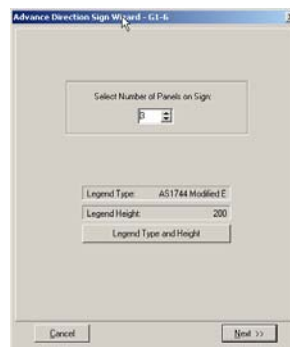 Advance Direction Sign Wizard - G1-6
Select Number of Panels on Sign:
3
Legend Type: AS1744 Modified E
Legend Height: 200
Legend Type and Height
Cancel
Next >>